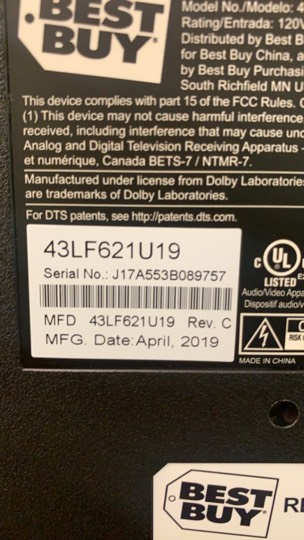 BEST
BUY
Model No./Modelo: 4
Rating/Entrada: 120V
Distributed by Best B
for Best Buy China, a
by Best Buy Purchasi
South Richfield MN U
This device complies with part 15 of the FCC Rules.
(1) This device may not cause harmful interference
received, including interference that may cause un
Analog and Digital Television Receiving Apparatus
et numérique, Canada BETS-7 / NTMR-7.
Manufactured under license from Dolby Laboratorie
are trademarks of Dolby Laboratories.
For DTS patents, see http://patents.dts.com.
43LF621U19
Serial No.: J17A553B089757
MFD 43LF621U19 Rev. C
MFG. Date:April, 2019
C UL
LISTED E
Audio/Video Appa
Dispositif audio/v
RISK
MADE IN CHINA
BEST
BUY
RE